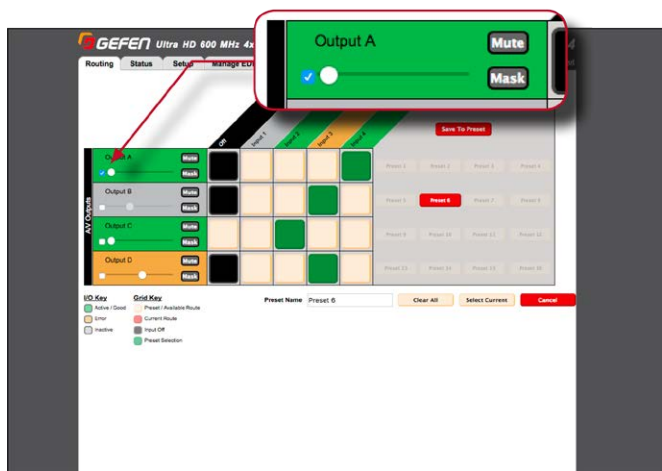 GEFEN Ultra HD 600 MHz 4x
4
Routing Status Setup Manage EDI
Output A
Mute
Mask
Off
Input 1
Input 2
Input 3
Input 4
Save To Preset
A/V Outputs
Output A Mute
Mask
Output B Mute
Mask
Output C Mute
Mask
Output D Mute
Mask
Preset 1 Preset 2 Preset 3 Preset 4
Preset 5 Preset 6 Preset 7 Preset 8
Preset 9 Preset 10 Preset 11 Preset 12
Preset 13 Preset 14 Preset 15 Preset 16
I/O Key Grid Key
Active / Good Preset / Available Route
Error Current Route
Inactive Input Off
Preset Selection
Preset Name Preset 6 Clear All Select Current Cancel